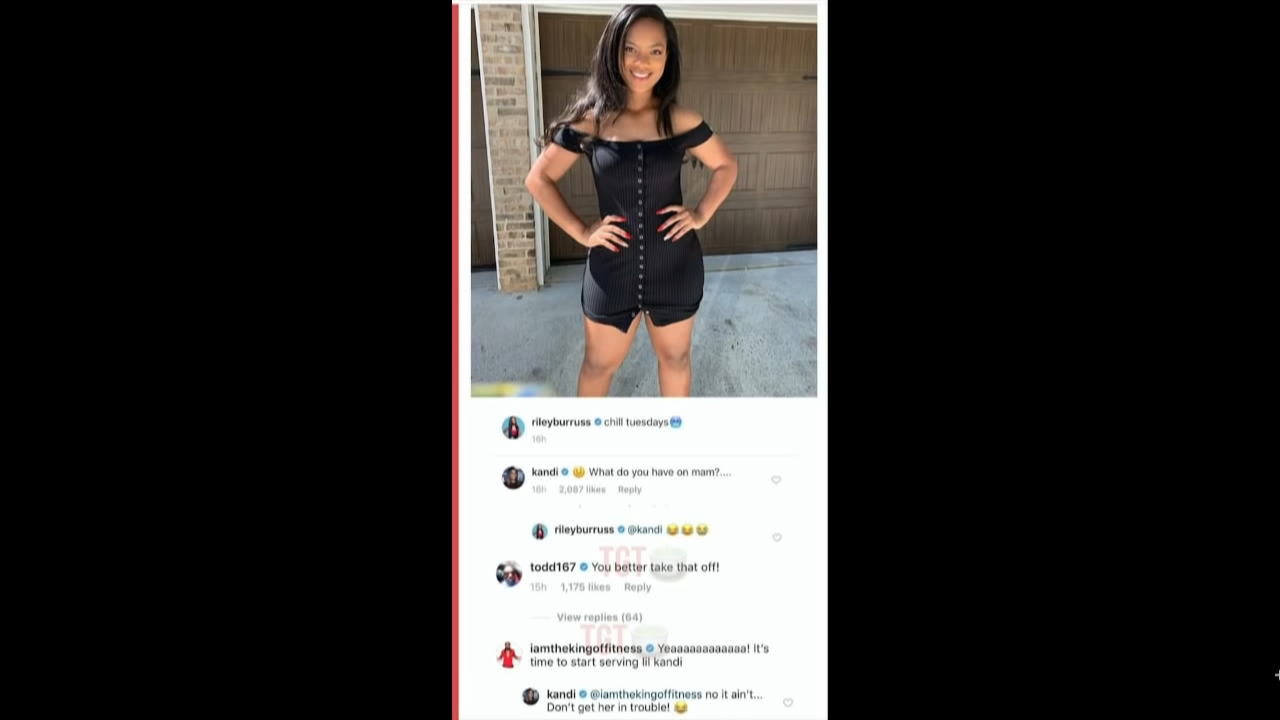 rileyburruss chill tuesdays🥶
16h
kandi 🤨 What do you have on mam?....
16h 2,087 likes Reply
rileyburruss @kandi 😂😂😭
TGT
todd167 You better take that off!
15h 1,175 likes Reply
View replies (64)
TGT
iamthekingoffitness Yeaaaaaaaaaaaa! It's
time to start serving lil kandi
kandi @iamthekingoffitness no it ain't...
Don't get her in trouble! 😂